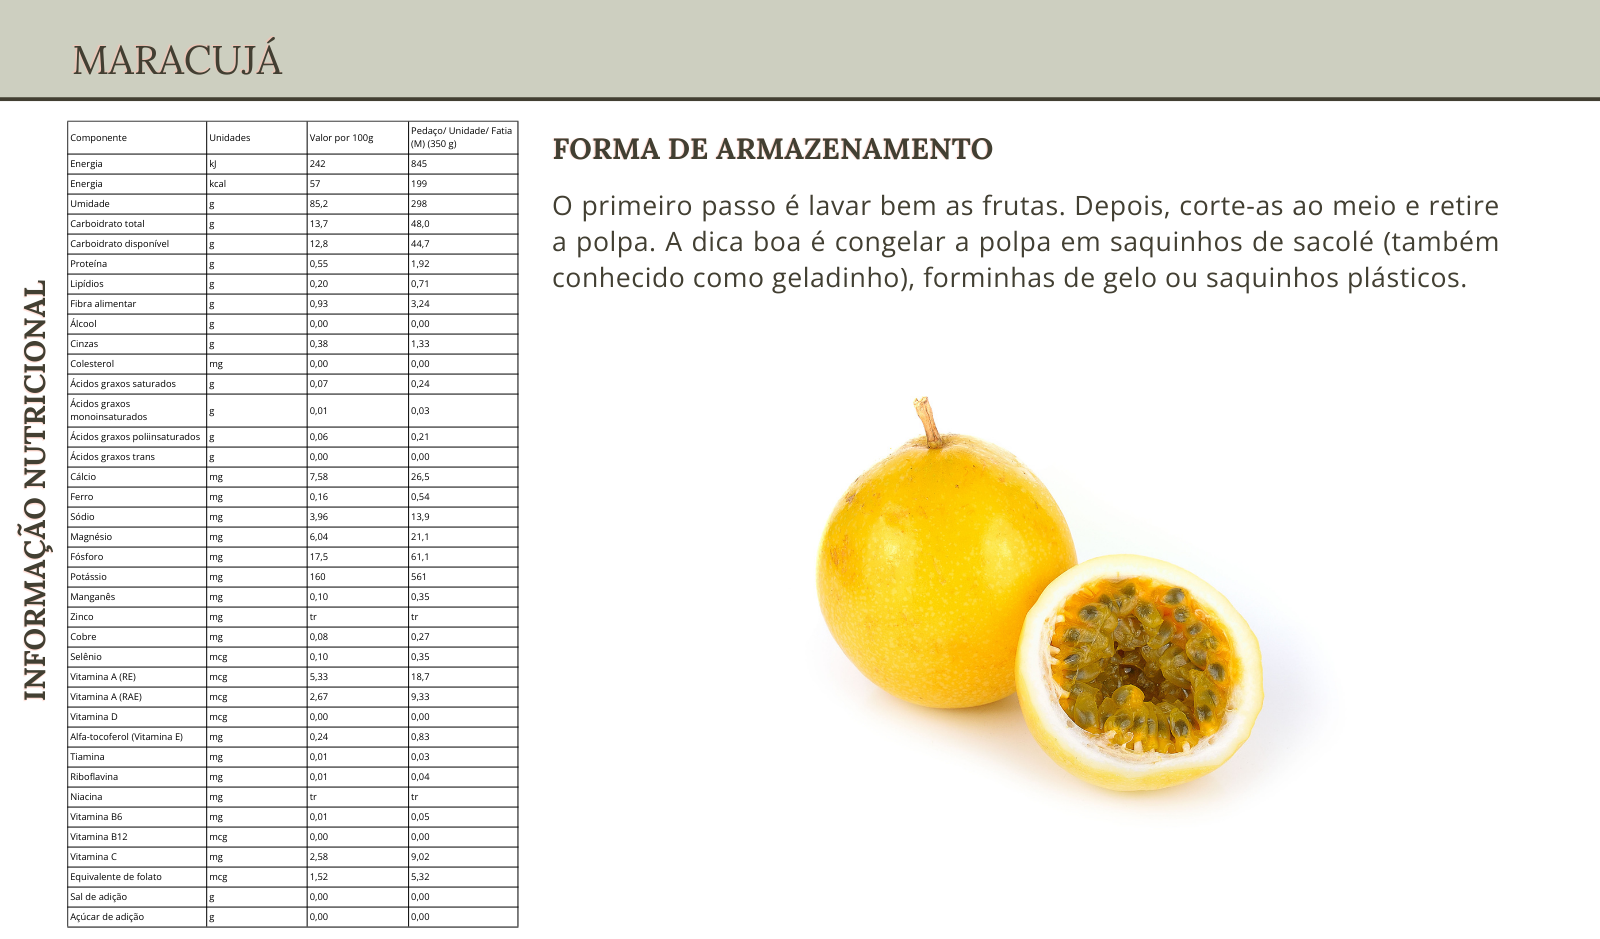 MARACUJÁ
INFORMAÇÃO NUTRICIONAL
Componente Unidades Valor por 100g Pedaço/ Unidade/ Fatia (M) (350 g)
Energia kJ 242 845
Energia kcal 57 199
Umidade g 85,2 298
Carboidrato total g 13,7 48,0
Carboidrato disponível g 12,8 44,7
Proteína g 0,55 1,92
Lipídios g 0,20 0,71
Fibra alimentar g 0,93 3,24
Álcool g 0,00 0,00
Cinzas g 0,38 1,33
Colesterol mg 0,00 0,00
Ácidos graxos saturados g 0,07 0,24
Ácidos graxos monoinsaturados g 0,01 0,03
Ácidos graxos poliinsaturados g 0,06 0,21
Ácidos graxos trans g 0,00 0,00
Cálcio mg 7,58 26,5
Ferro mg 0,16 0,54
Sódio mg 3,96 13,9
Magnésio mg 6,04 21,1
Fósforo mg 17,5 61,1
Potássio mg 160 561
Manganês mg 0,10 0,35
Zinco mg tr tr
Cobre mg 0,08 0,27
Selênio mcg 0,10 0,35
Vitamina A (RE) mcg 5,33 18,7
Vitamina A (RAE) mcg 2,67 9,33
Vitamina D mcg 0,00 0,00
Alfa-tocoferol (Vitamina E) mg 0,24 0,83
Tiamina mg 0,01 0,03
Riboflavina mg 0,01 0,04
Niacina mg tr tr
Vitamina B6 mg 0,01 0,05
Vitamina B12 mcg 0,00 0,00
Vitamina C mg 2,58 9,02
Equivalente de folato mcg 1,52 5,32
Sal de adição g 0,00 0,00
Açúcar de adição g 0,00 0,00
FORMA DE ARMAZENAMENTO
O primeiro passo é lavar bem as frutas. Depois, corte-as ao meio e retire
a polpa. A dica boa é congelar a polpa em saquinhos de sacolé (também
conhecido como geladinho), forminhas de gelo ou saquinhos plásticos.